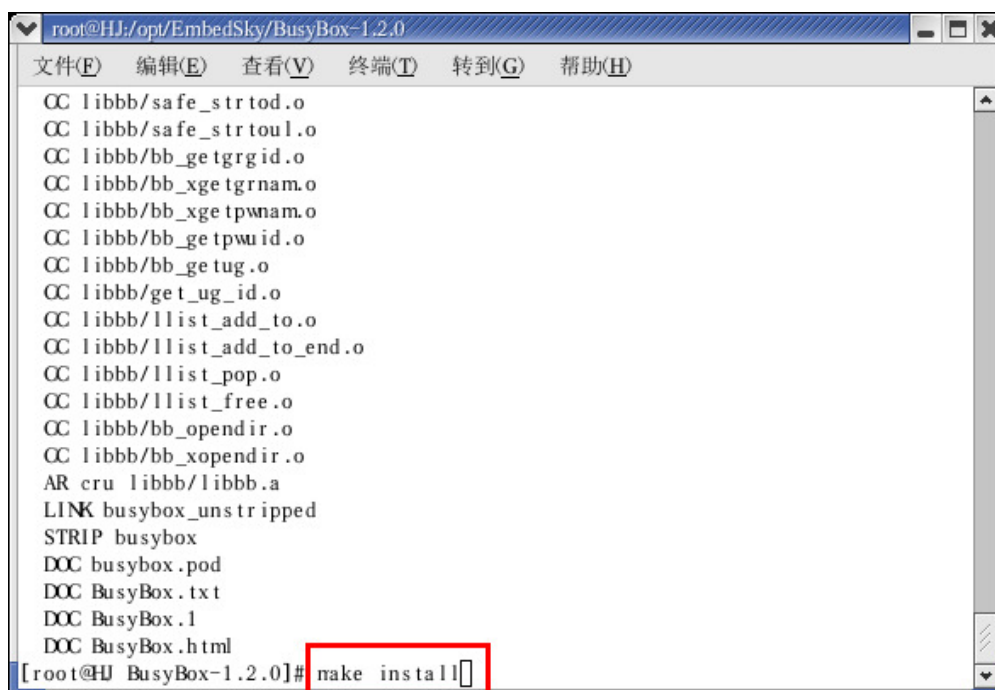 root@HJ:/opt/EmbedSky/BusyBox-1.2.0
文件(F) 编辑(E) 查看(V) 终端(T) 转到(G) 帮助(H)
CC libbb/safe_strtod.o
CC libbb/safe_strtoul.o
CC libbb/bb_getgrgid.o
CC libbb/bb_xgetgrnam.o
CC libbb/bb_xgetpwnam.o
CC libbb/bb_getpwuid.o
CC libbb/bb_getug.o
CC libbb/get_ug_id.o
CC libbb/llist_add_to.o
CC libbb/llist_add_to_end.o
CC libbb/llist_pop.o
CC libbb/llist_free.o
CC libbb/bb_opendir.o
CC libbb/bb_xopendir.o
AR cru libbb/libbb.a
LINK busybox_unstripped
STRIP busybox
DOC busybox.pod
DOC BusyBox.txt
DOC BusyBox.1
DOC BusyBox.html
[root@HJ BusyBox-1.2.0]# make install